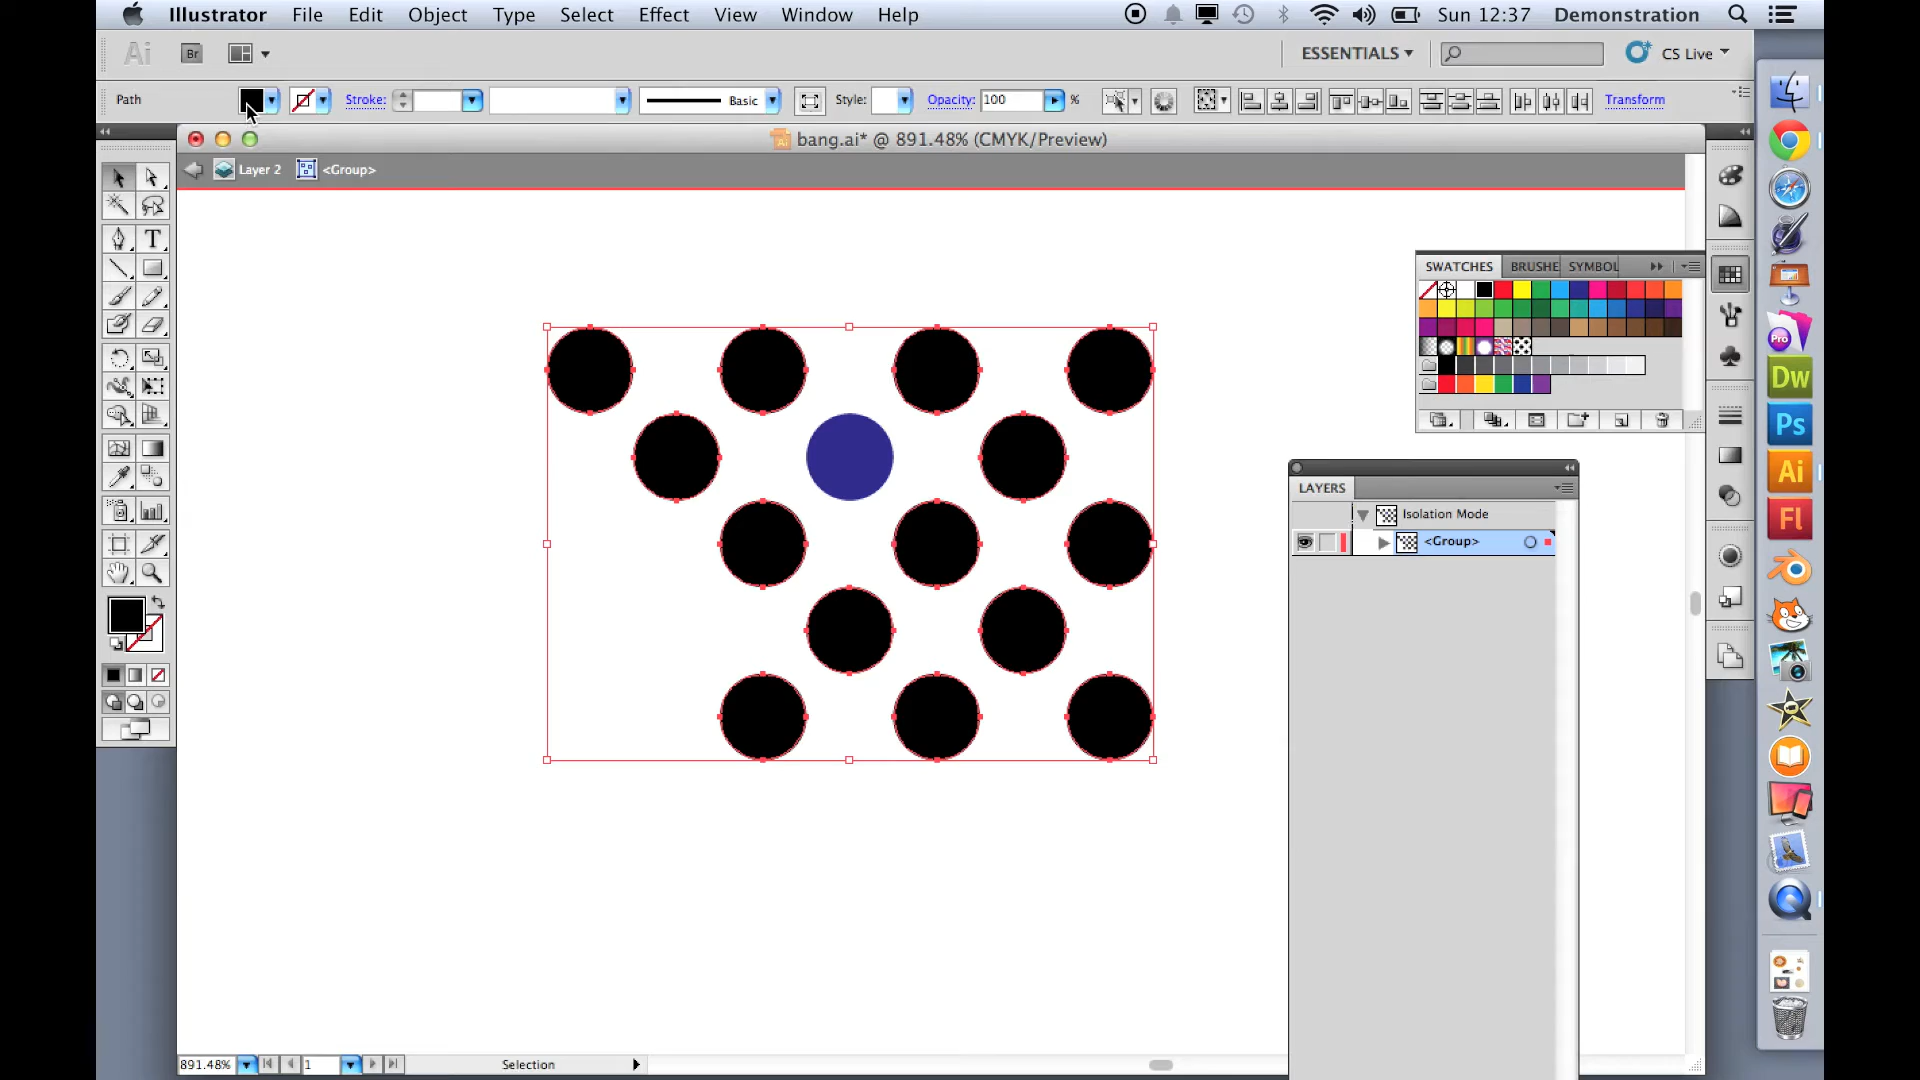 Illustrator File Edit Object Type Select Effect View Window Help Sun 12:37 Demonstration
Ai Br ESSENTIALS CS Live
Path Stroke: Basic Style: Opacity: 100 % Transform
bang.ai* @ 891.48% (CMYK/Preview)
Layer 2 <Group>
SWATCHES BRUSHE SYMBOL
LAYERS
Isolation Mode
<Group>
T
Pro
Dw
Ps
Ai
Fl
891.48% 1 Selection